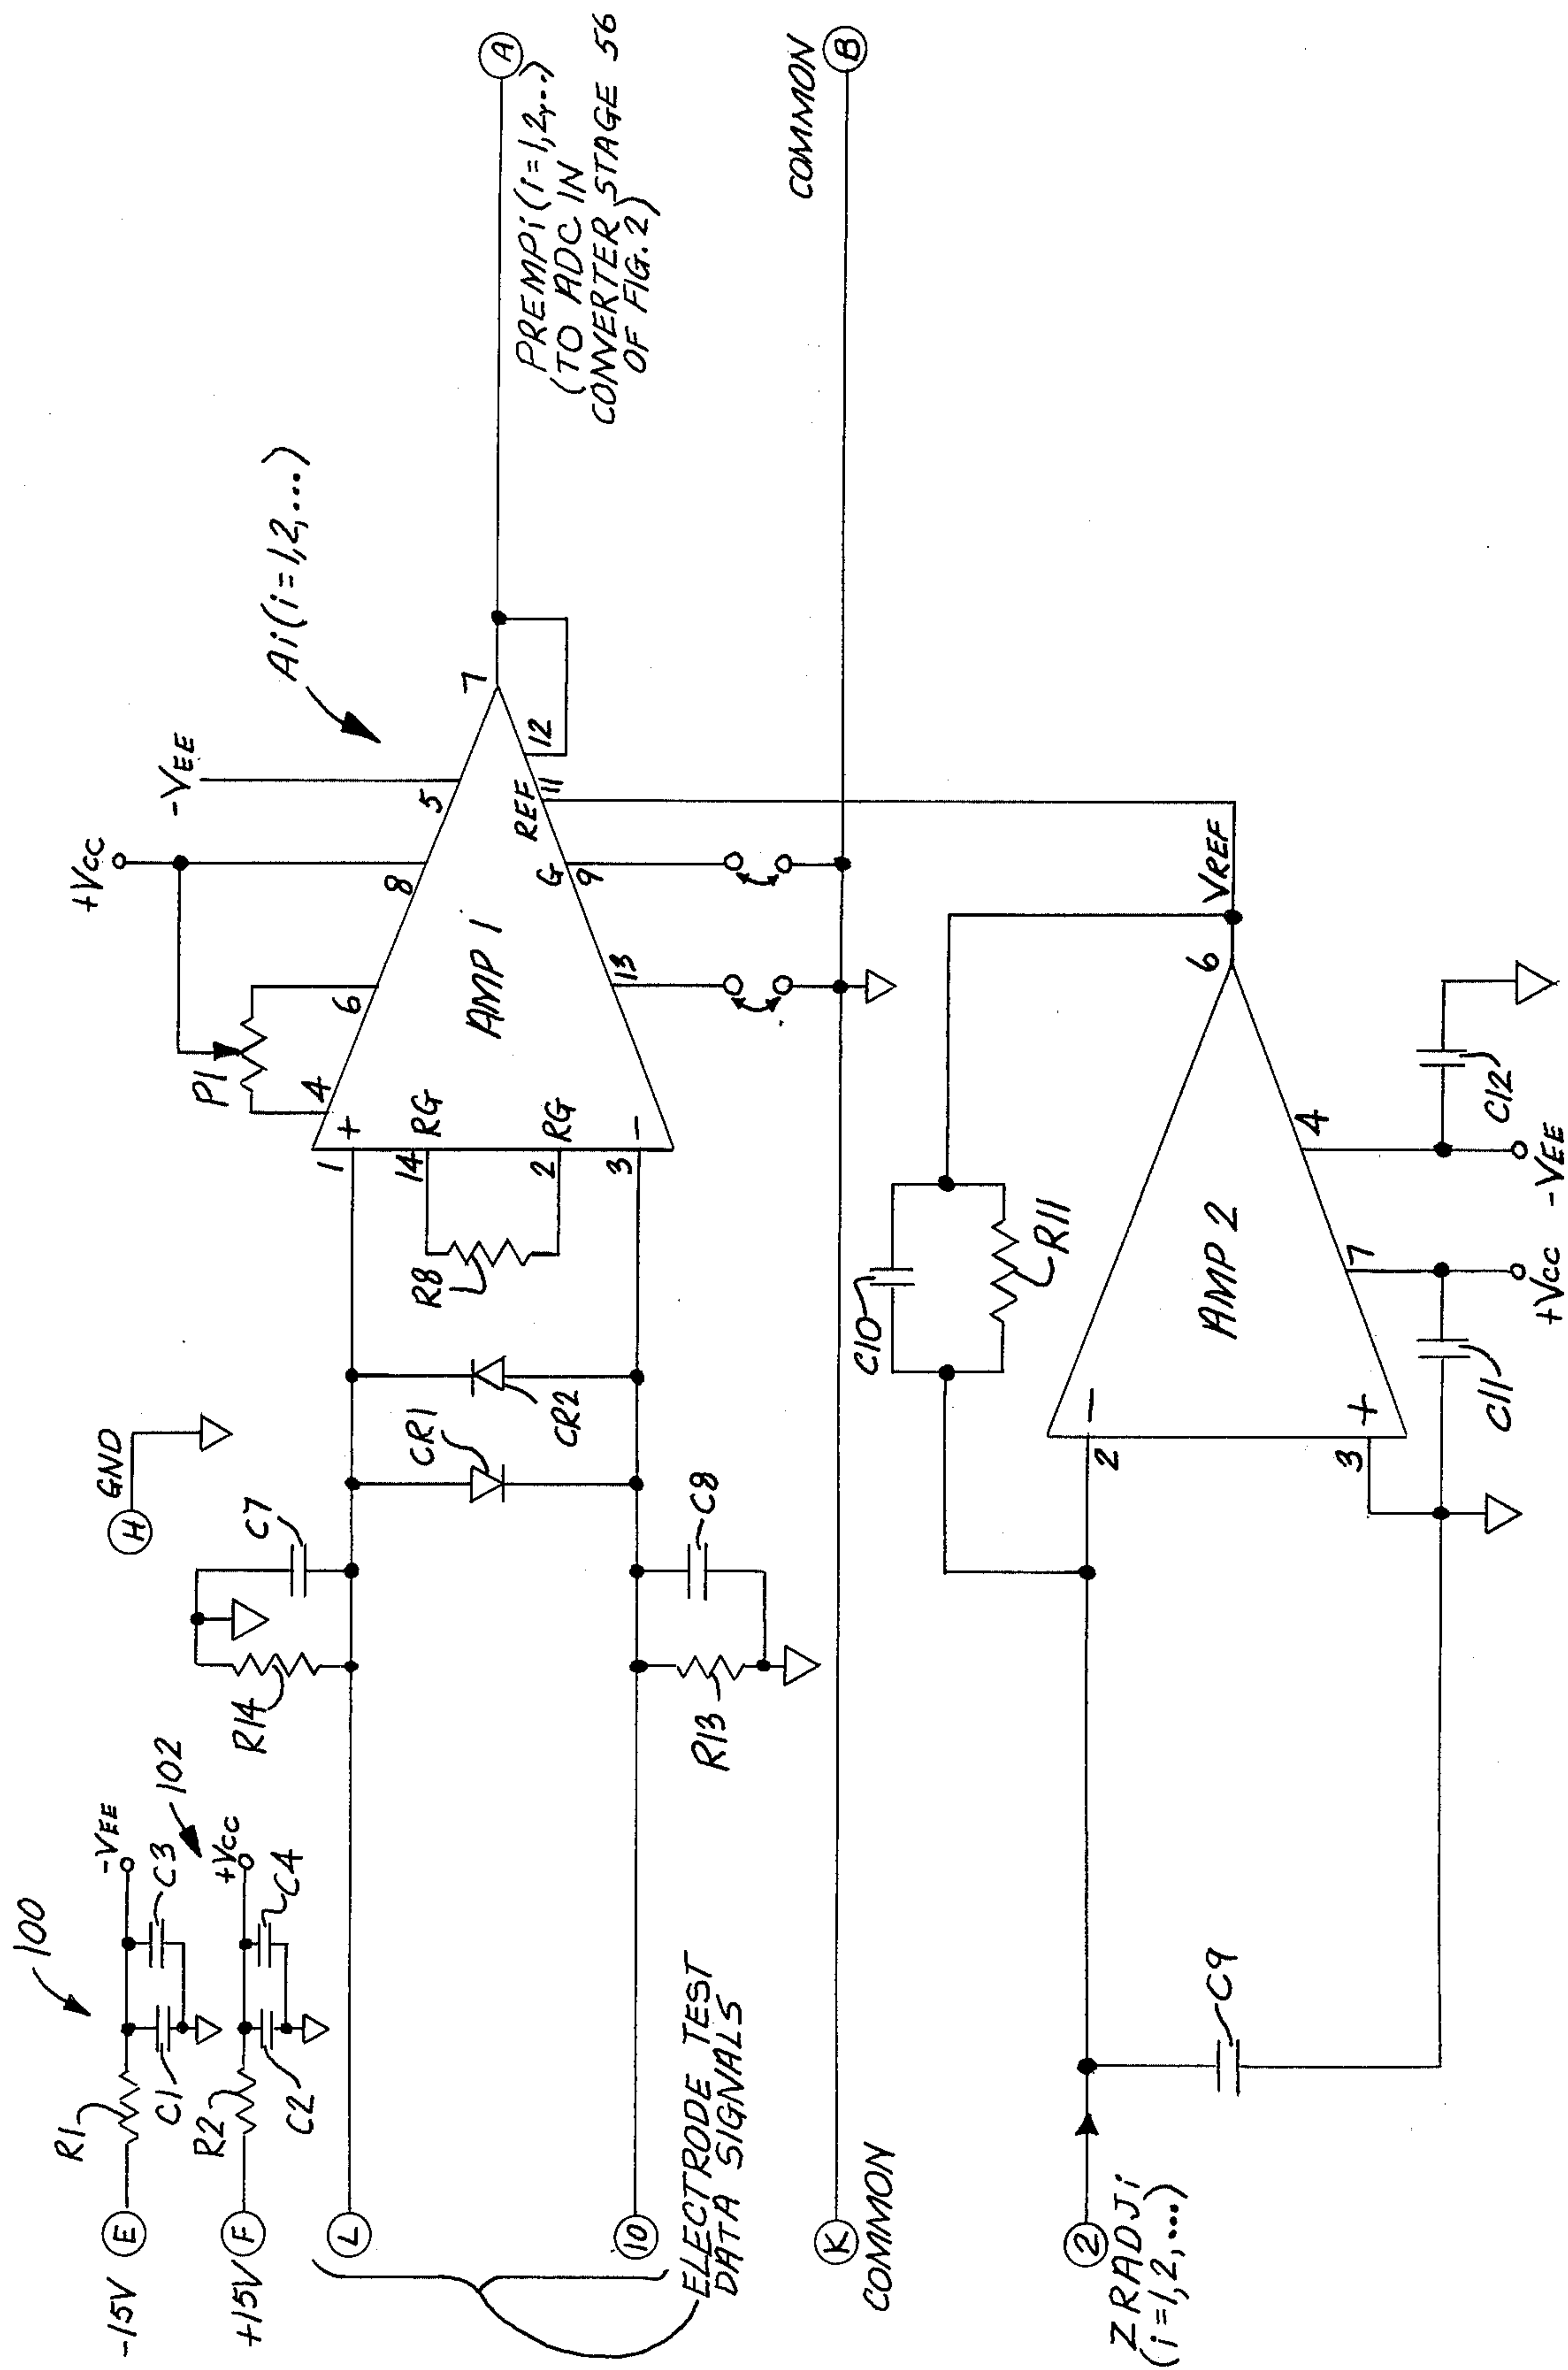 100
-15V
E
R1
C1
C3
-VEE
102
+15V
F
R2
C2
C4
+VCC
H
GND
L
10
ELECTRODE TEST
DATA SIGNALS
R14
C7
R13
C8
CR1
CR2
R8
P1
+VCC
-VEE
Ai (i=1,2,...)
1
+
14
RG
2
RG
3
-
4
6
8
5
7
AMP 1
13
G
9
REF
11
12
A
PREMPi (i=1,2,...)
(TO ADC IN
CONVERTER STAGE 56
OF FIG. 2)
K
COMMON
COMMON
B
2
ZRADJi
(i=1,2,...)
C9
C10
R11
2
-
3
+
AMP 2
6
VREF
7
4
C11
+VCC
-VEE
C12